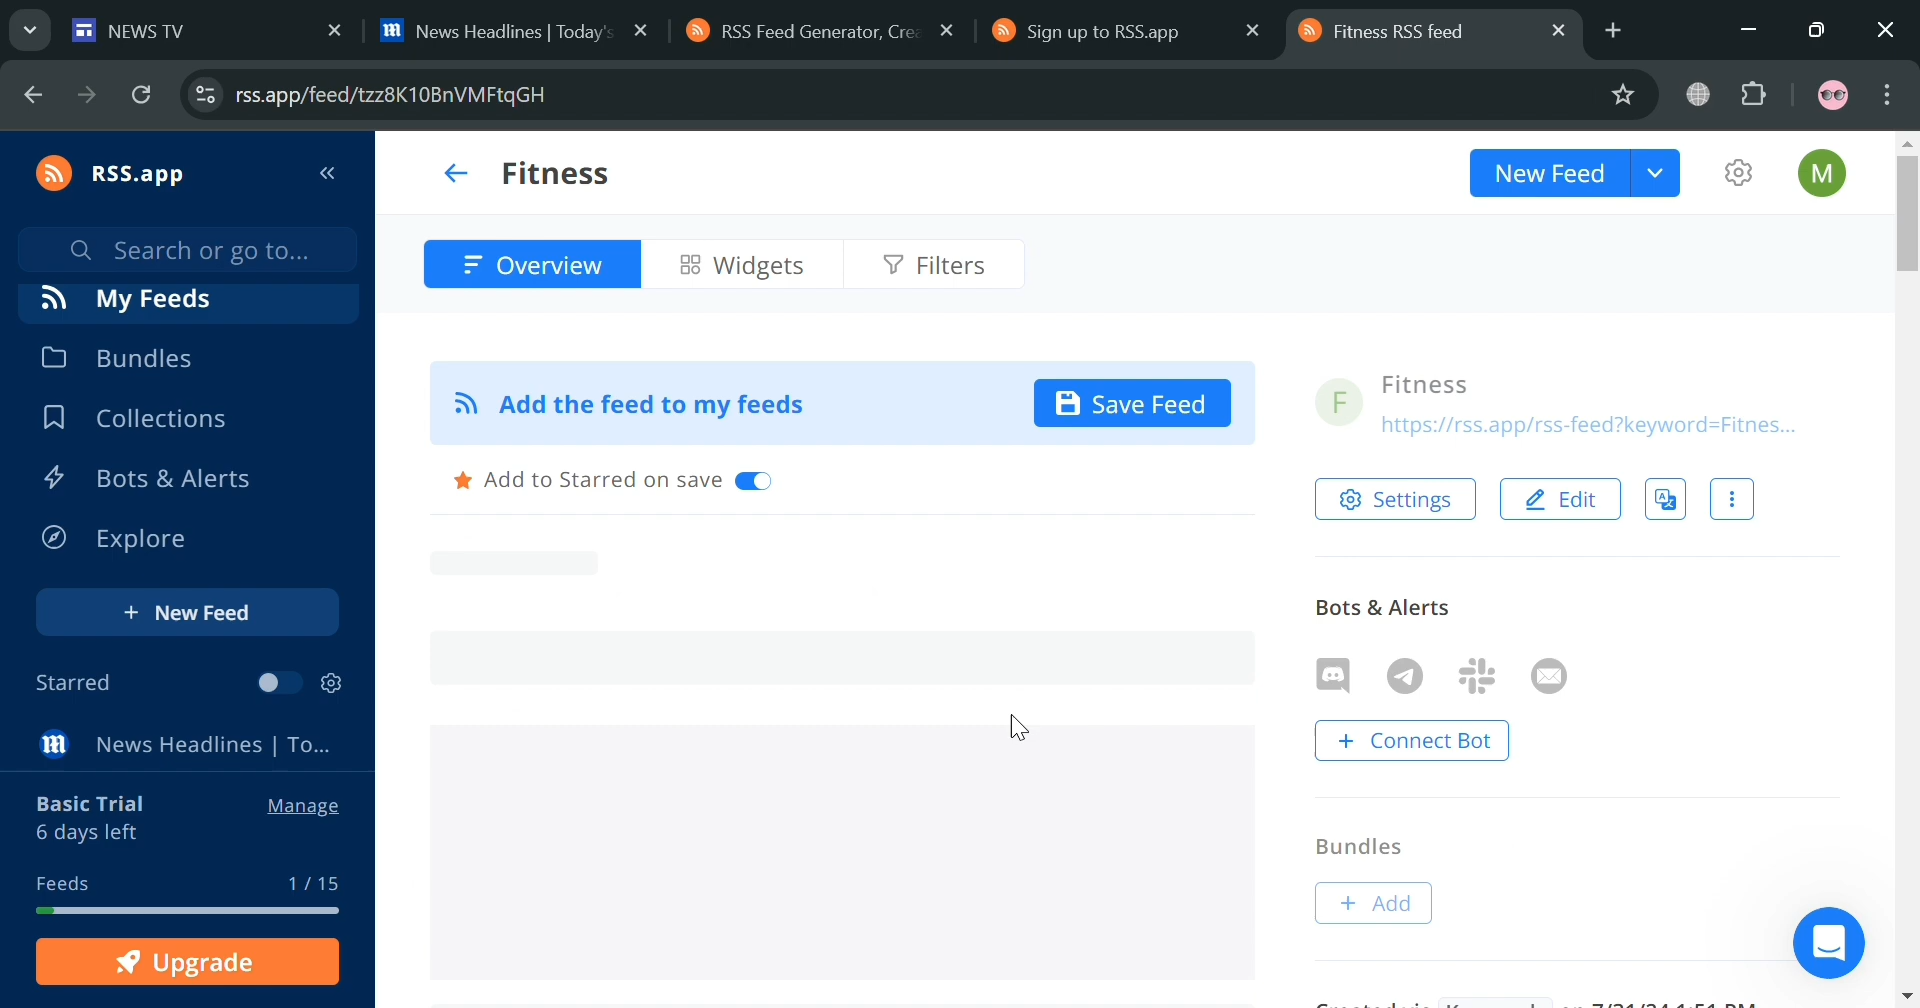 NEWS TV
News Headlines | Today's
RSS Feed Generator, Crea
Sign up to RSS.app
Fitness RSS feed
rss.app/feed/tzz8K10BnVMFtqGH
RSS.app
Fitness
New Feed
M
Search or go to...
Overview
Widgets
Filters
My Feeds
Bundles
Collections
Bots & Alerts
Explore
+ New Feed
Starred
News Headlines | To...
Basic Trial
Manage
6 days left
Feeds
1 / 15
Upgrade
Add the feed to my feeds
Save Feed
Add to Starred on save
F
Fitness
https://rss.app/rss-feed?keyword=Fitnes...
Settings
Edit
Bots & Alerts
+ Connect Bot
Bundles
+ Add